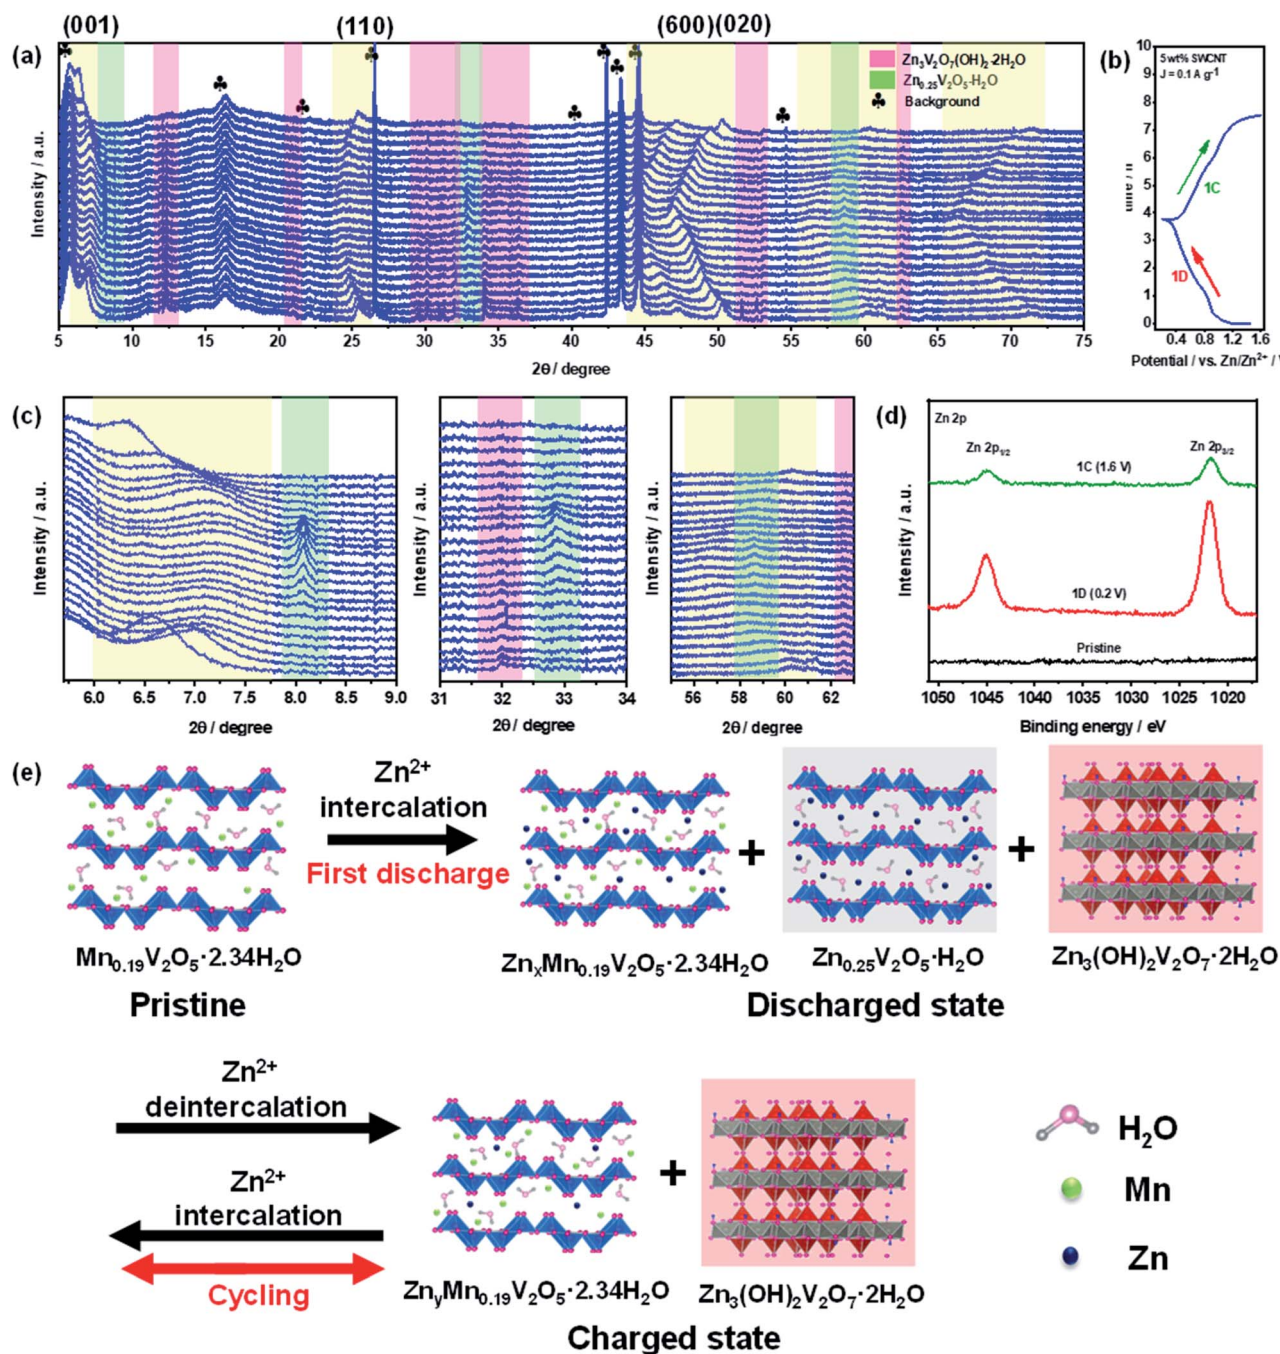 (001)
(110)
(600)(020)
(a)
Zn3V2O7(OH)2·2H2O
Zn0.25V2O5·H2O
Background
Intensity / a.u.
5 10 15 20 25 30 35 40 45 50 55 60 65 70 75
2θ / degree
(b)
5 wt% SWCNT
J = 0.1 A g-1
10
9
8
7
6
5
4
3
2
1
0
1C
1D
0.4 0.8 1.2 1.6
Potential / vs. Zn/Zn2+ /
(c)
Intensity / a.u.
6.0 6.5 7.0 7.5 8.0 8.5 9.0
2θ / degree
Intensity / a.u.
31 32 33 34
2θ / degree
Intensity / a.u.
56 58 60 62
2θ / degree
(d)
Zn 2p
Zn 2p1/2
Zn 2p3/2
1C (1.6 V)
1D (0.2 V)
Pristine
Intensity / a.u.
1050 1045 1040 1035 1030 1025 1020
Binding energy / eV
(e)
Zn2+
intercalation
First discharge
+
+
Mn0.19V2O5·2.34H2O
ZnxMn0.19V2O5·2.34H2O
Zn0.25V2O5·H2O
Zn3(OH)2V2O7·2H2O
Pristine
Discharged state
Zn2+
deintercalation
Zn2+
intercalation
Cycling
+
ZnyMn0.19V2O5·2.34H2O
Zn3(OH)2V2O7·2H2O
Charged state
H2O
Mn
Zn